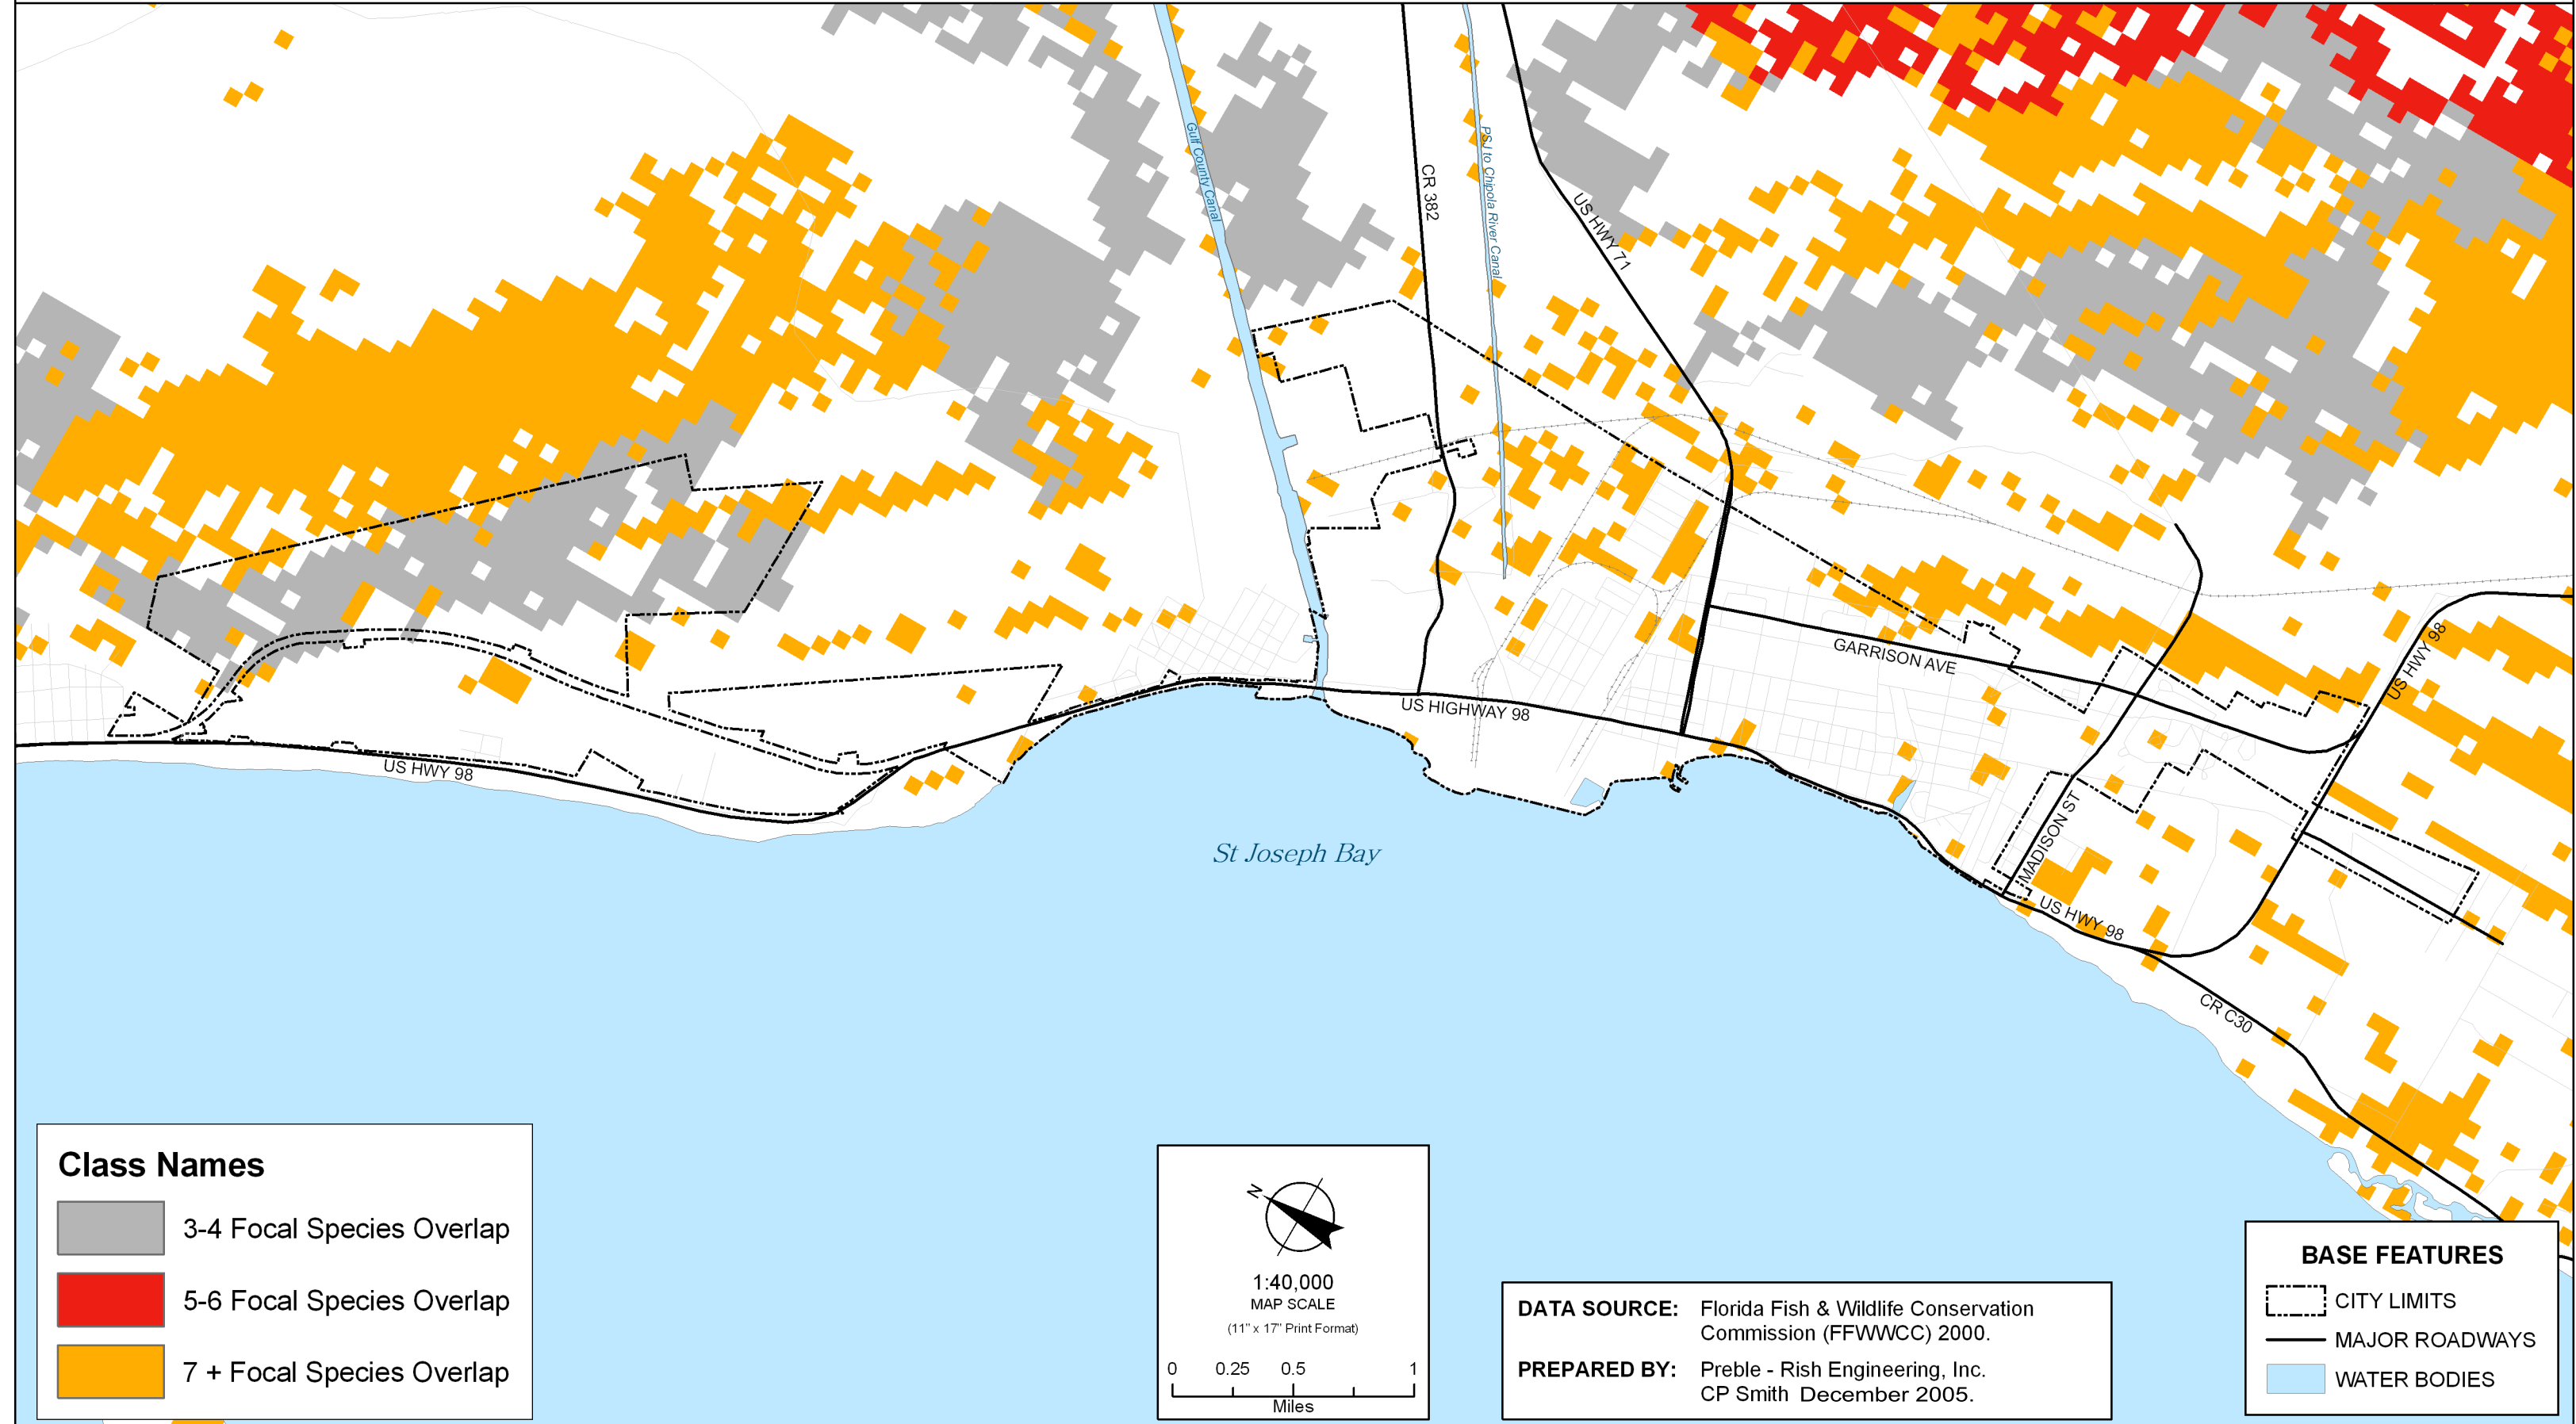 Gulf County Canal
CR 382
PSJ to Chipola River Canal
US HWY 71
GARRISON AVE
US HWY 98
US HIGHWAY 98
US HWY 98
MADISON ST
US HWY 98
St Joseph Bay
CR C30
Class Names
3-4 Focal Species Overlap
5-6 Focal Species Overlap
7 + Focal Species Overlap
N
1:40,000
MAP SCALE
(11" x 17" Print Format)
0 0.25 0.5 1
Miles
DATA SOURCE: Florida Fish & Wildlife Conservation
Commission (FFWWCC) 2000.
PREPARED BY: Preble - Rish Engineering, Inc.
CP Smith December 2005.
BASE FEATURES
CITY LIMITS
MAJOR ROADWAYS
WATER BODIES